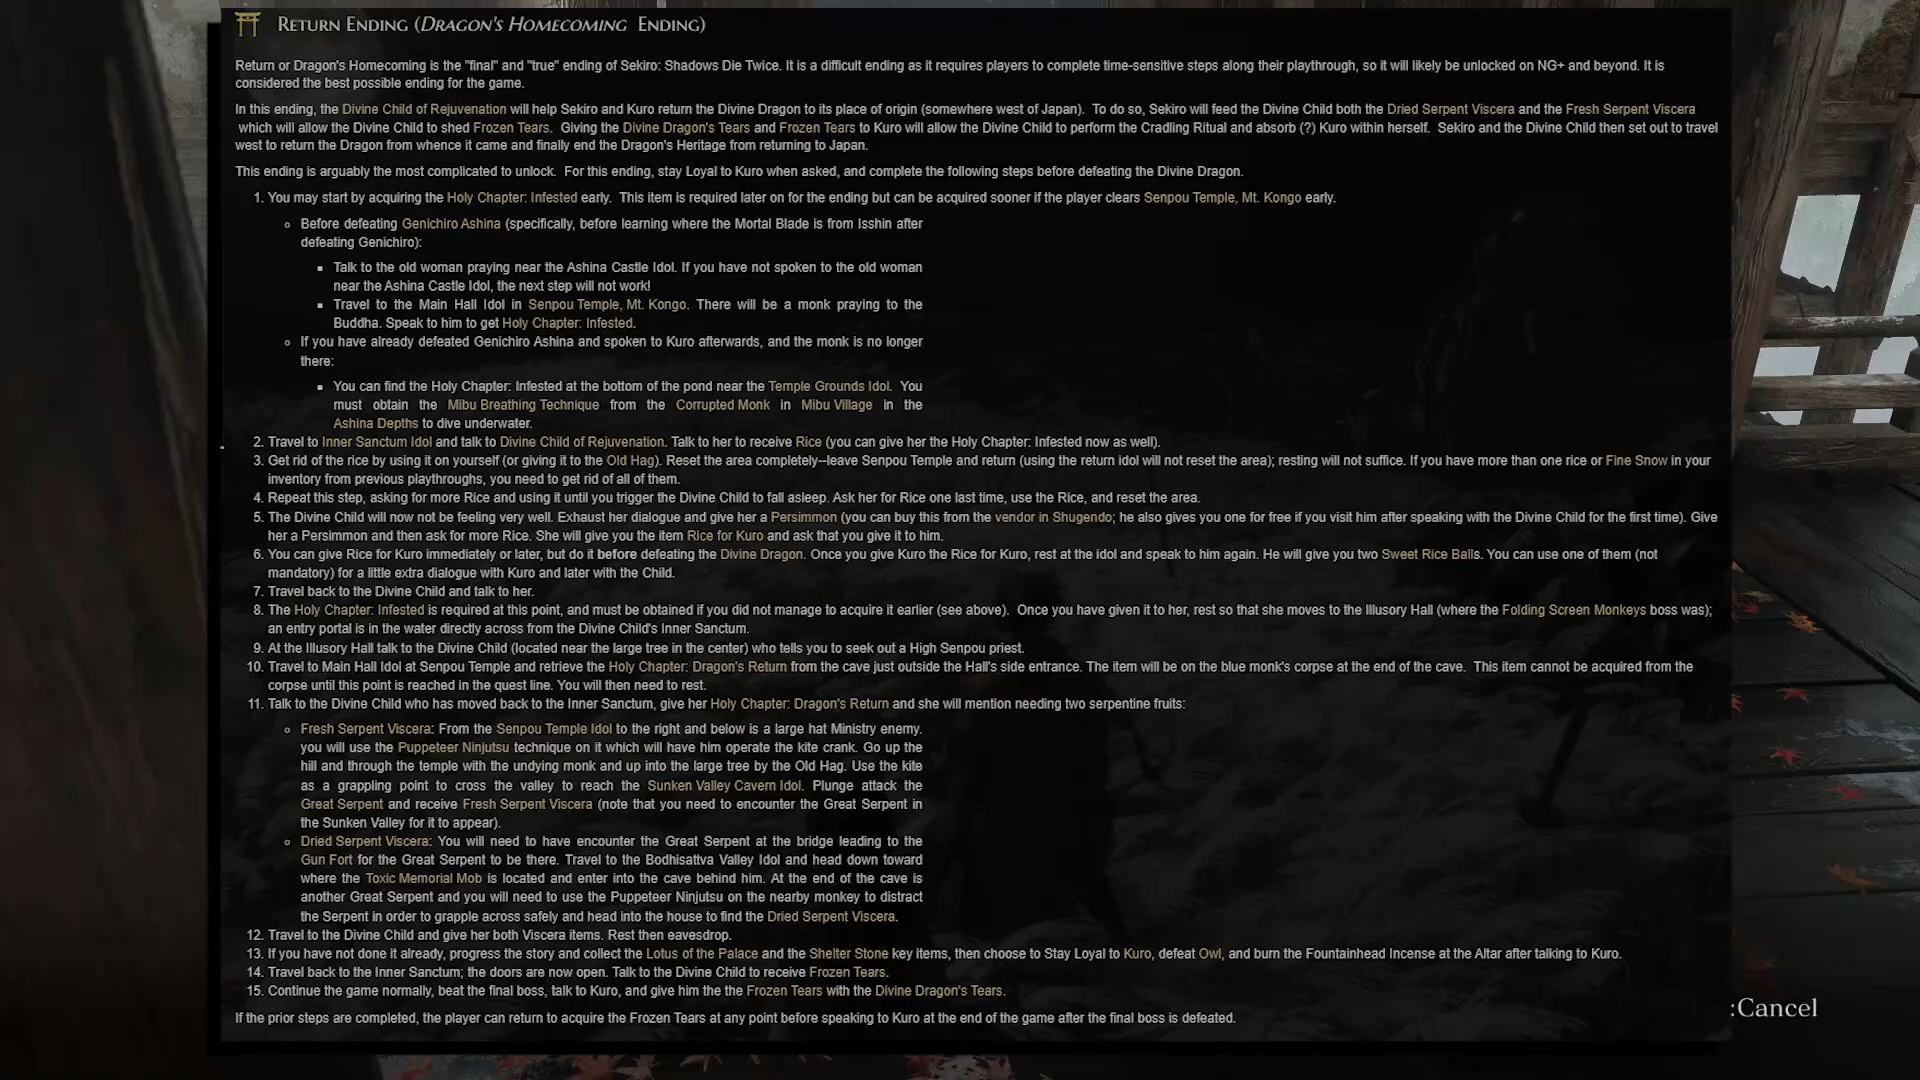 RETURN ENDING (DRAGON'S HOMECOMING ENDING)
Return or Dragon's Homecoming is the "final" and "true" ending of Sekiro: Shadows Die Twice. It is a difficult ending as it requires players to complete time-sensitive steps along their playthrough, so it will likely be unlocked on NG+ and beyond. It is
considered the best possible ending for the game.
In this ending, the Divine Child of Rejuvenation will help Sekiro and Kuro return the Divine Dragon to its place of origin (somewhere west of Japan). To do so, Sekiro will feed the Divine Child both the Dried Serpent Viscera and the Fresh Serpent Viscera
which will allow the Divine Child to shed Frozen Tears. Giving the Divine Dragon's Tears and Frozen Tears to Kuro will allow the Divine Child to perform the Cradling Ritual and absorb (?) Kuro within herself. Sekiro and the Divine Child then set out to travel
west to return the Dragon from whence it came and finally end the Dragon's Heritage from returning to Japan.
This ending is arguably the most complicated to unlock. For this ending, stay Loyal to Kuro when asked, and complete the following steps before defeating the Divine Dragon.
1. You may start by acquiring the Holy Chapter: Infested early. This item is required later on for the ending but can be acquired sooner if the player clears Senpou Temple, Mt. Kongo early.
Before defeating Genichiro Ashina (specifically, before learning where the Mortal Blade is from Isshin after
defeating Genichiro):
Talk to the old woman praying near the Ashina Castle Idol. If you have not spoken to the old woman
near the Ashina Castle Idol, the next step will not work!
Travel to the Main Hall Idol in Senpou Temple, Mt. Kongo. There will be a monk praying to the
Buddha. Speak to him to get Holy Chapter: Infested.
If you have already defeated Genichiro Ashina and spoken to Kuro afterwards, and the monk is no longer
there:
You can find the Holy Chapter: Infested at the bottom of the pond near the Temple Grounds Idol. You
must obtain the Mibu Breathing Technique from the Corrupted Monk in Mibu Village in the
Ashina Depths to dive underwater.
2. Travel to Inner Sanctum Idol and talk to Divine Child of Rejuvenation. Talk to her to receive Rice (you can give her the Holy Chapter: Infested now as well).
3. Get rid of the rice by using it on yourself (or giving it to the Old Hag). Reset the area completely--leave Senpou Temple and return (using the return idol will not reset the area); resting will not suffice. If you have more than one rice or Fine Snow in your
inventory from previous playthroughs, you need to get rid of all of them.
4. Repeat this step, asking for more Rice and using it until you trigger the Divine Child to fall asleep. Ask her for Rice one last time, use the Rice, and reset the area.
5. The Divine Child will now not be feeling very well. Exhaust her dialogue and give her a Persimmon (you can buy this from the vendor in Shugendo; he also gives you one for free if you visit him after speaking with the Divine Child for the first time). Give
her a Persimmon and then ask for more Rice. She will give you the item Rice for Kuro and ask that you give it to him.
6. You can give Rice for Kuro immediately or later, but do it before defeating the Divine Dragon. Once you give Kuro the Rice for Kuro, rest at the idol and speak to him again. He will give you two Sweet Rice Balls. You can use one of them (not
mandatory) for a little extra dialogue with Kuro and later with the Child.
7. Travel back to the Divine Child and talk to her.
8. The Holy Chapter: Infested is required at this point, and must be obtained if you did not manage to acquire it earlier (see above). Once you have given it to her, rest so that she moves to the Illusory Hall (where the Folding Screen Monkeys boss was);
an entry portal is in the water directly across from the Divine Child's Inner Sanctum.
9. At the Illusory Hall talk to the Divine Child (located near the large tree in the center) who tells you to seek out a High Senpou priest.
10. Travel to Main Hall Idol at Senpou Temple and retrieve the Holy Chapter: Dragon's Return from the cave just outside the Hall's side entrance. The item will be on the blue monk's corpse at the end of the cave. This item cannot be acquired from the
corpse until this point is reached in the quest line. You will then need to rest.
11. Talk to the Divine Child who has moved back to the Inner Sanctum, give her Holy Chapter: Dragon's Return and she will mention needing two serpentine fruits:
Fresh Serpent Viscera: From the Senpou Temple Idol to the right and below is a large hat Ministry enemy.
you will use the Puppeteer Ninjutsu technique on it which will have him operate the kite crank. Go up the
hill and through the temple with the undying monk and up into the large tree by the Old Hag. Use the kite
as a grappling point to cross the valley to reach the Sunken Valley Cavern Idol. Plunge attack the
Great Serpent and receive Fresh Serpent Viscera (note that you need to encounter the Great Serpent in
the Sunken Valley for it to appear).
Dried Serpent Viscera: You will need to have encounter the Great Serpent at the bridge leading to the
Gun Fort for the Great Serpent to be there. Travel to the Bodhisattva Valley Idol and head down toward
where the Toxic Memorial Mob is located and enter into the cave behind him. At the end of the cave is
another Great Serpent and you will need to use the Puppeteer Ninjutsu on the nearby monkey to distract
the Serpent in order to grapple across safely and head into the house to find the Dried Serpent Viscera.
12. Travel to the Divine Child and give her both Viscera items. Rest then eavesdrop.
13. If you have not done it already, progress the story and collect the Lotus of the Palace and the Shelter Stone key items, then choose to Stay Loyal to Kuro, defeat Owl, and burn the Fountainhead Incense at the Altar after talking to Kuro.
14. Travel back to the Inner Sanctum; the doors are now open. Talk to the Divine Child to receive Frozen Tears.
15. Continue the game normally, beat the final boss, talk to Kuro, and give him the the Frozen Tears with the Divine Dragon's Tears.
:Cancel
If the prior steps are completed, the player can return to acquire the Frozen Tears at any point before speaking to Kuro at the end of the game after the final boss is defeated.